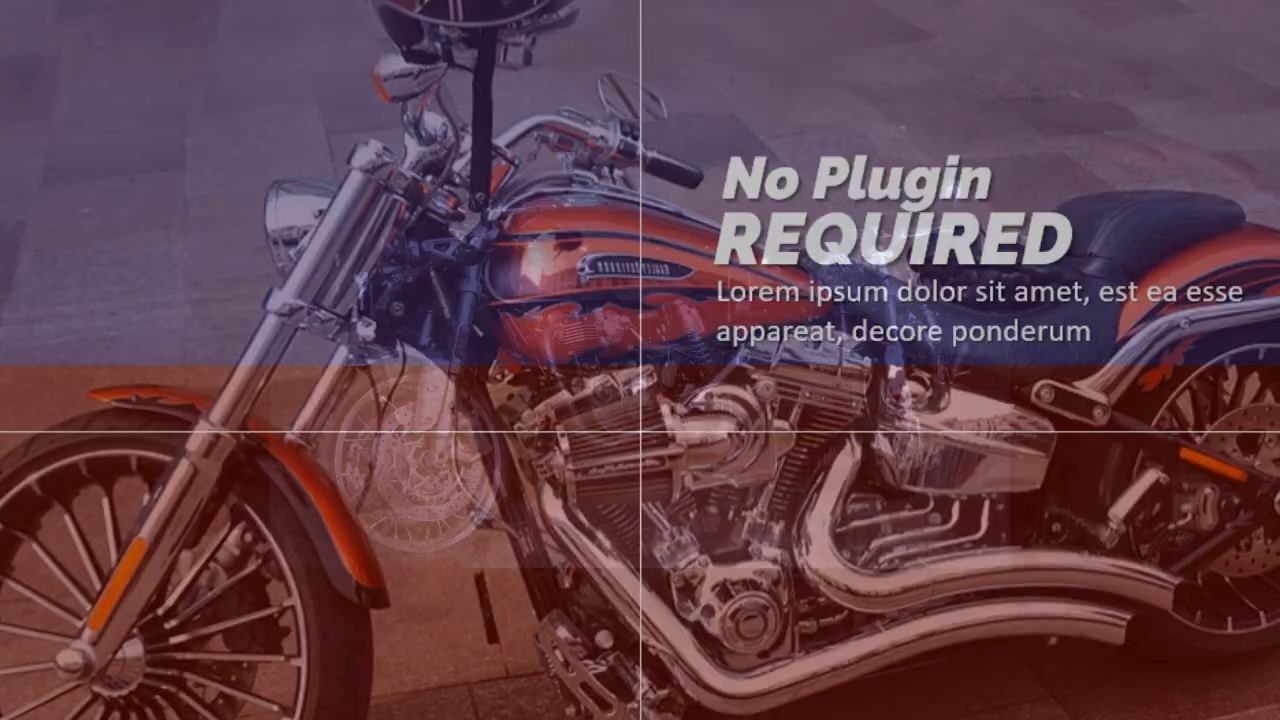 No Plugin
REQUIRED
Lorem ipsum dolor sit amet, est ea esse
appareat, decore ponderum